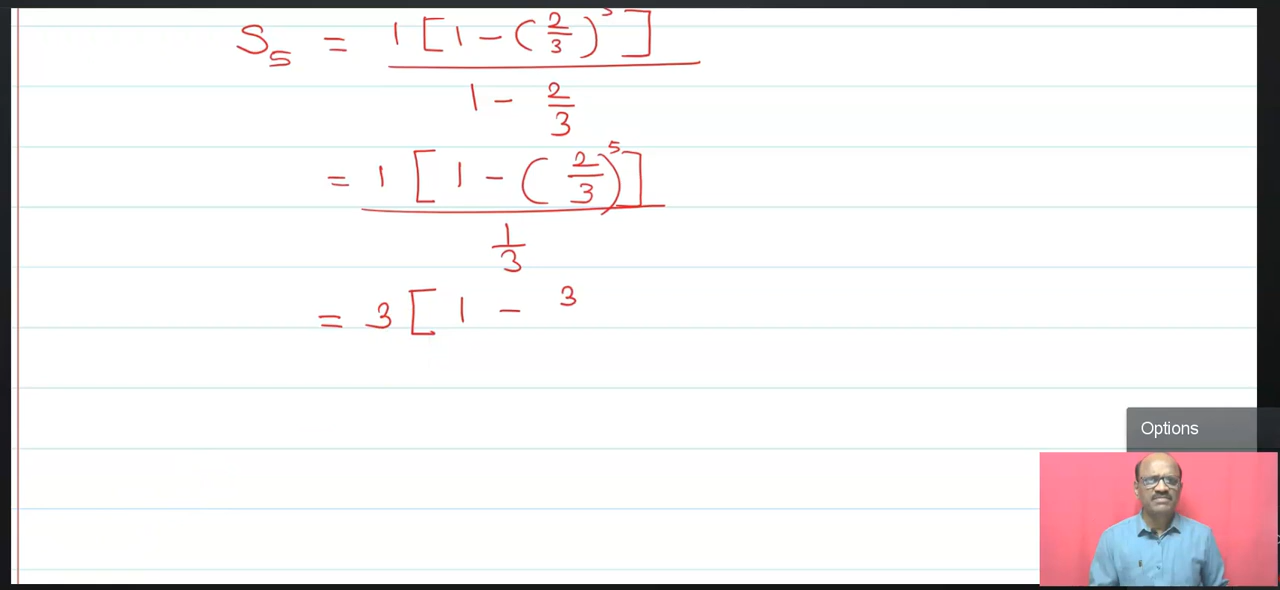 S₅ = 1[1 - (2/3)⁵]
1 - 2/3
= 1[1 - (2/3)⁵]
1/3
= 3[1 - 3
Options